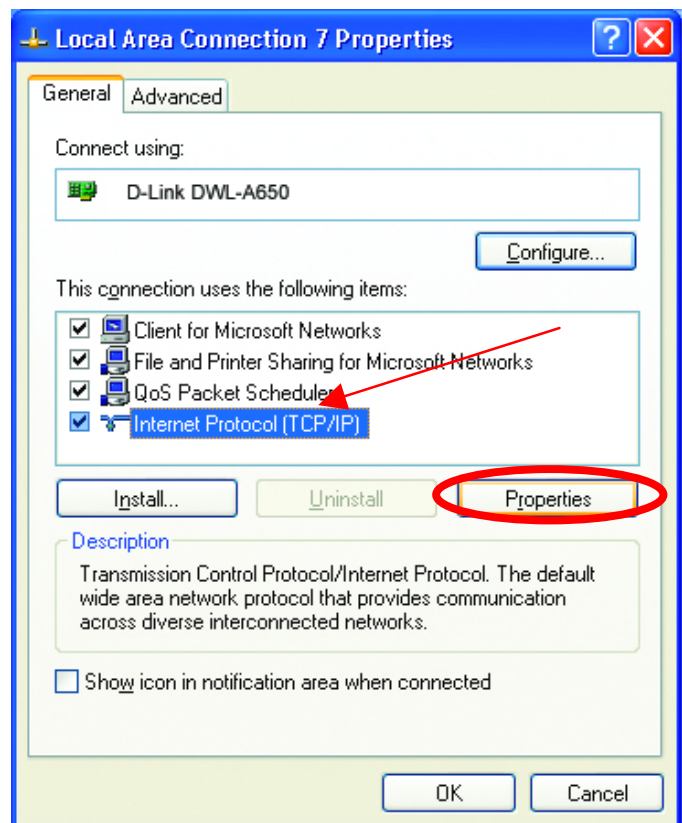 Local Area Connection 7 Properties
General Advanced
Connect using:
D-Link DWL-A650
Configure...
This connection uses the following items:
Client for Microsoft Networks
File and Printer Sharing for Microsoft Networks
QoS Packet Scheduler
Internet Protocol (TCP/IP)
Install... Uninstall Properties
Description
Transmission Control Protocol/Internet Protocol. The default
wide area network protocol that provides communication
across diverse interconnected networks.
Show icon in notification area when connected
OK Cancel